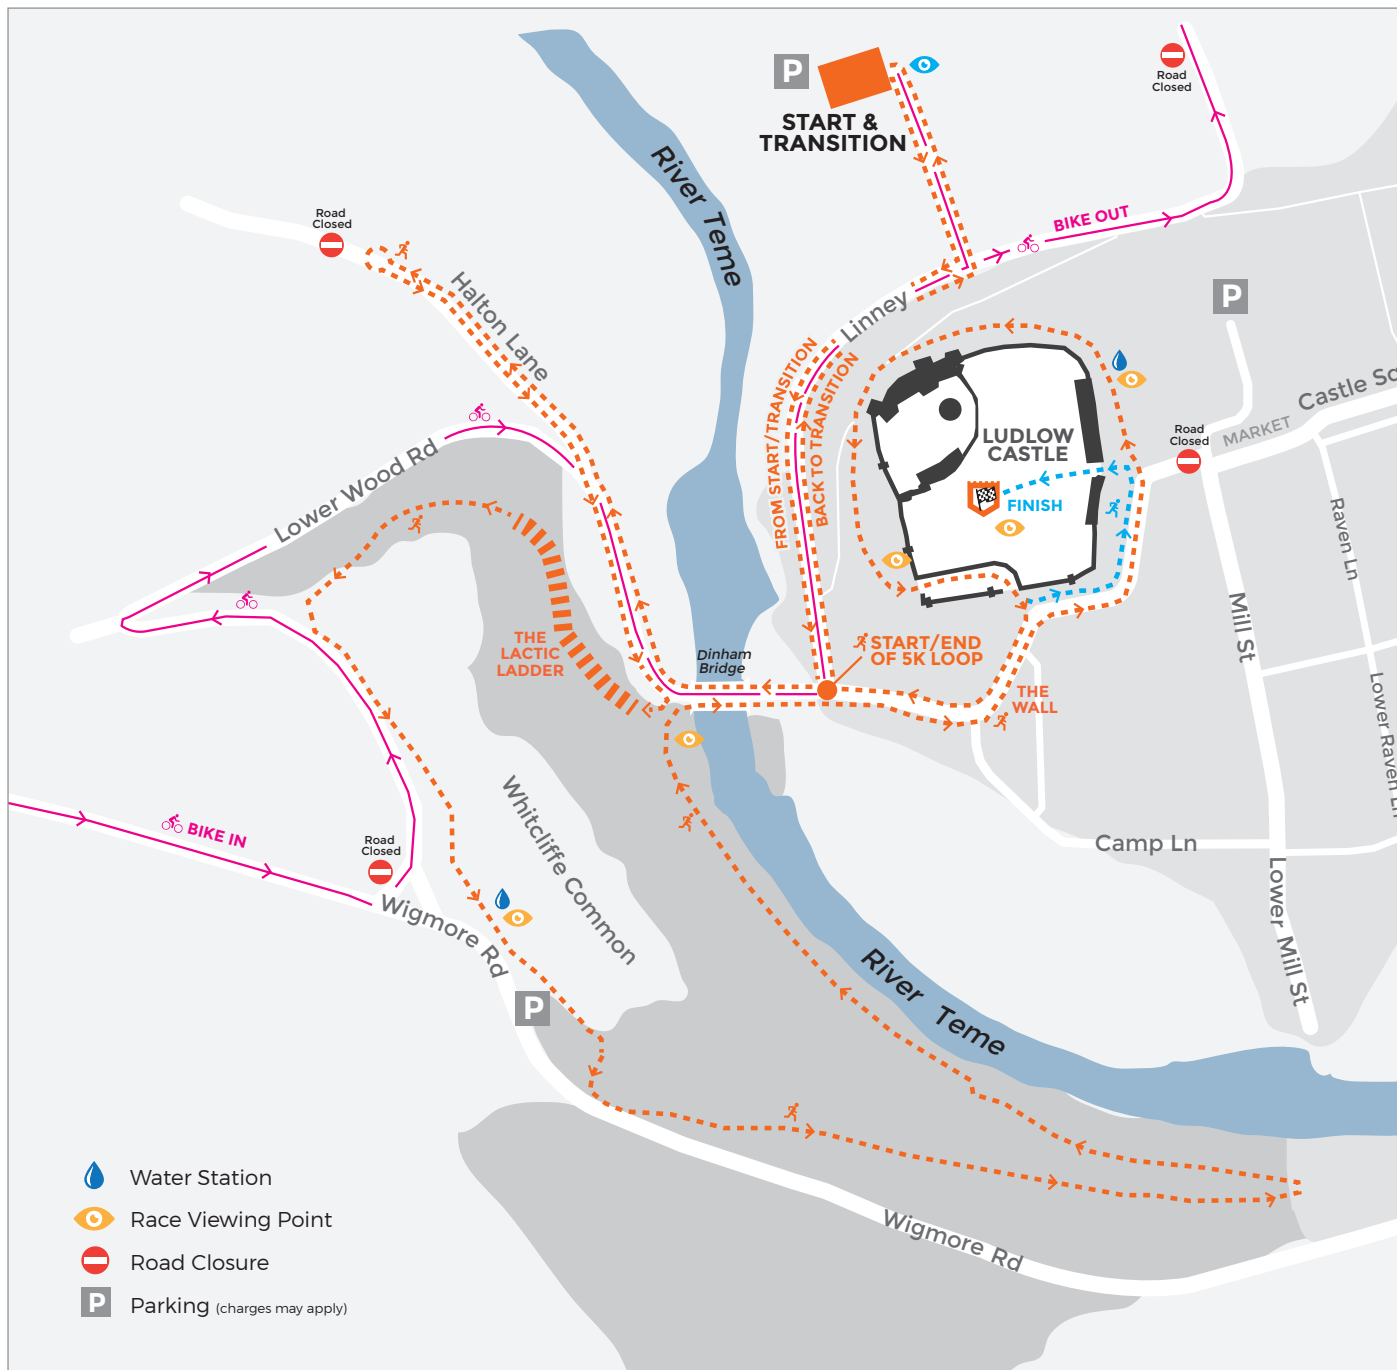 P
START &
TRANSITION
Road
Closed
River Teme
BIKE OUT
Road
Closed
Halton Lane
Linney
P
FROM START/TRANSITION
BACK TO TRANSITION
Castle Sq
MARKET
Road
Closed
LUDLOW
CASTLE
FINISH
Lower Wood Rd
Raven Ln
Mill St
THE
LACTIC
LADDER
Dinham
Bridge
START/END
OF 5K LOOP
THE
WALL
Lower Raven Ln
Whitcliffe Common
BIKE IN
Road
Closed
Camp Ln
Lower Mill St
Wigmore Rd
P
River Teme
Wigmore Rd
Water Station
Race Viewing Point
Road Closure
P
Parking (charges may apply)